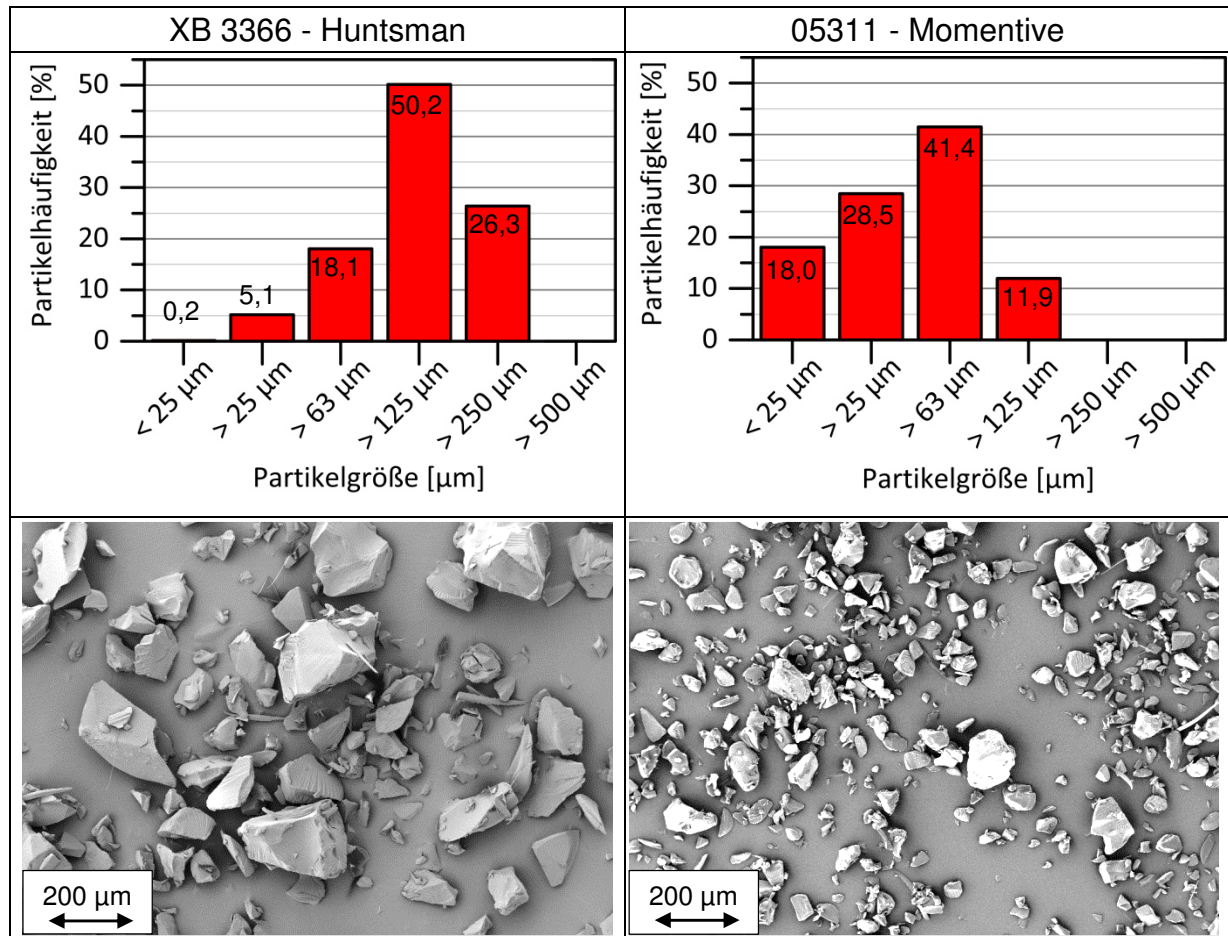 XB 3366 - Huntsman
Partikelhäufigkeit [%]
50
40
30
20
10
0
0,2
5,1
18,1
50,2
26,3
< 25 µm
> 25 µm
> 63 µm
> 125 µm
> 250 µm
> 500 µm
Partikelgröße [µm]
05311 - Momentive
Partikelhäufigkeit [%]
50
40
30
20
10
0
18,0
28,5
41,4
11,9
< 25 µm
> 25 µm
> 63 µm
> 125 µm
> 250 µm
> 500 µm
Partikelgröße [µm]
200 µm
200 µm